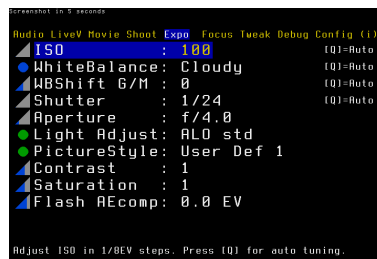 Screenshot in 5 seconds
Audio LiveV Movie Shoot Expo Focus Tweak Debug Config (i)
ISO : 100 [Q]=Auto
WhiteBalance: Cloudy [Q]=Auto
WBShift G/M : 0 [Q]=Auto
Shutter : 1/24 [Q]=Auto
Aperture : f/4.0
Light Adjust: ALO std
PictureStyle: User Def 1
Contrast : 1
Saturation : 1
Flash AEcomp: 0.0 EV
Adjust ISO in 1/8EV steps. Press [Q] for auto tuning.